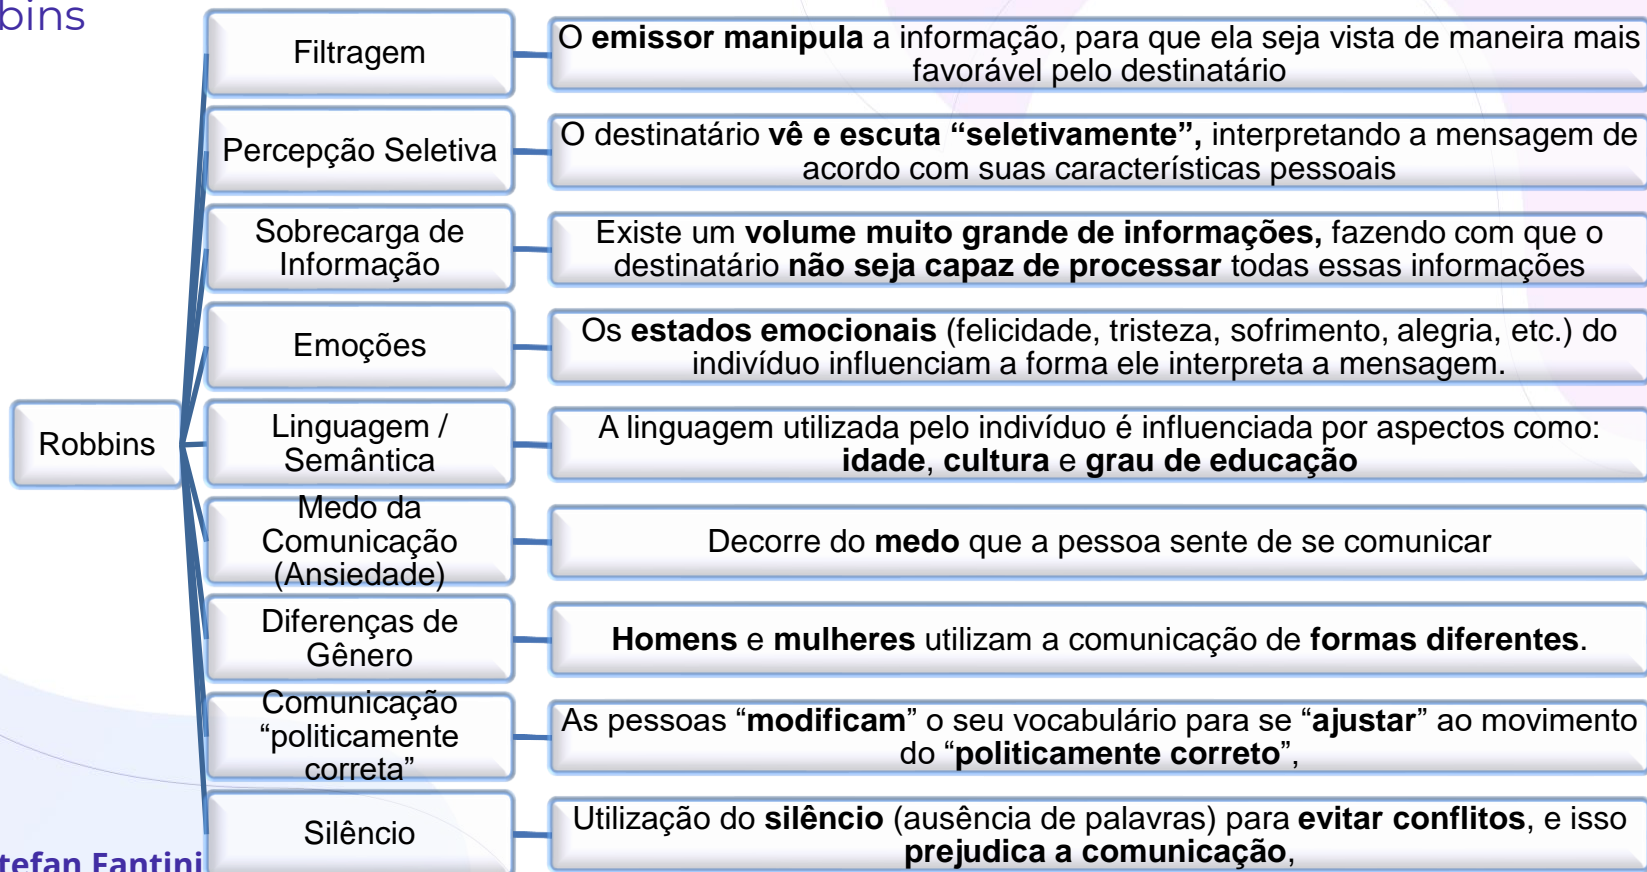 bins
Filtragem
O emissor manipula a informação, para que ela seja vista de maneira mais
favorável pelo destinatário
Percepção Seletiva
O destinatário vê e escuta “seletivamente”, interpretando a mensagem de
acordo com suas características pessoais
Sobrecarga de
Informação
Existe um volume muito grande de informações, fazendo com que o
destinatário não seja capaz de processar todas essas informações
Emoções
Os estados emocionais (felicidade, tristeza, sofrimento, alegria, etc.) do
indivíduo influenciam a forma ele interpreta a mensagem.
Robbins
Linguagem /
Semântica
A linguagem utilizada pelo indivíduo é influenciada por aspectos como:
idade, cultura e grau de educação
Medo da
Comunicação
(Ansiedade)
Decorre do medo que a pessoa sente de se comunicar
Diferenças de
Gênero
Homens e mulheres utilizam a comunicação de formas diferentes.
Comunicação
“politicamente
correta”
As pessoas “modificam” o seu vocabulário para se “ajustar” ao movimento
do “politicamente correto”,
Silêncio
Utilização do silêncio (ausência de palavras) para evitar conflitos, e isso
prejudica a comunicação,
tefan Fantini